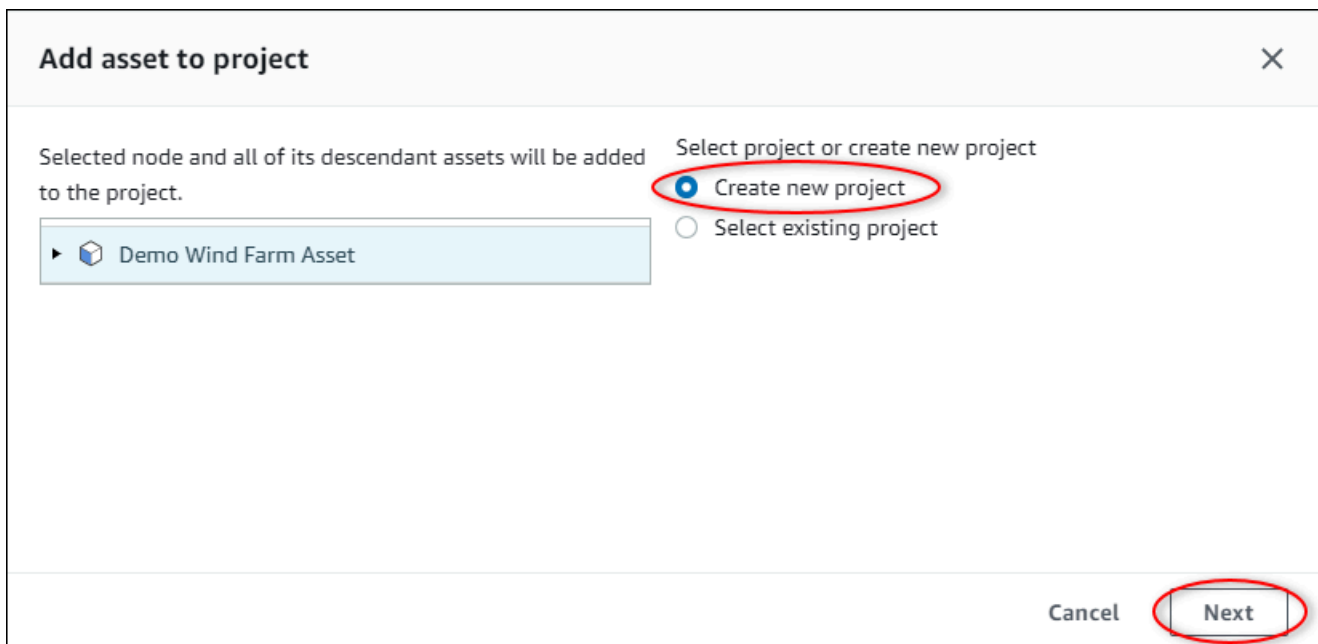 Add asset to project
Selected node and all of its descendant assets will be added
to the project.
Demo Wind Farm Asset
Select project or create new project
Create new project
Select existing project
Cancel
Next